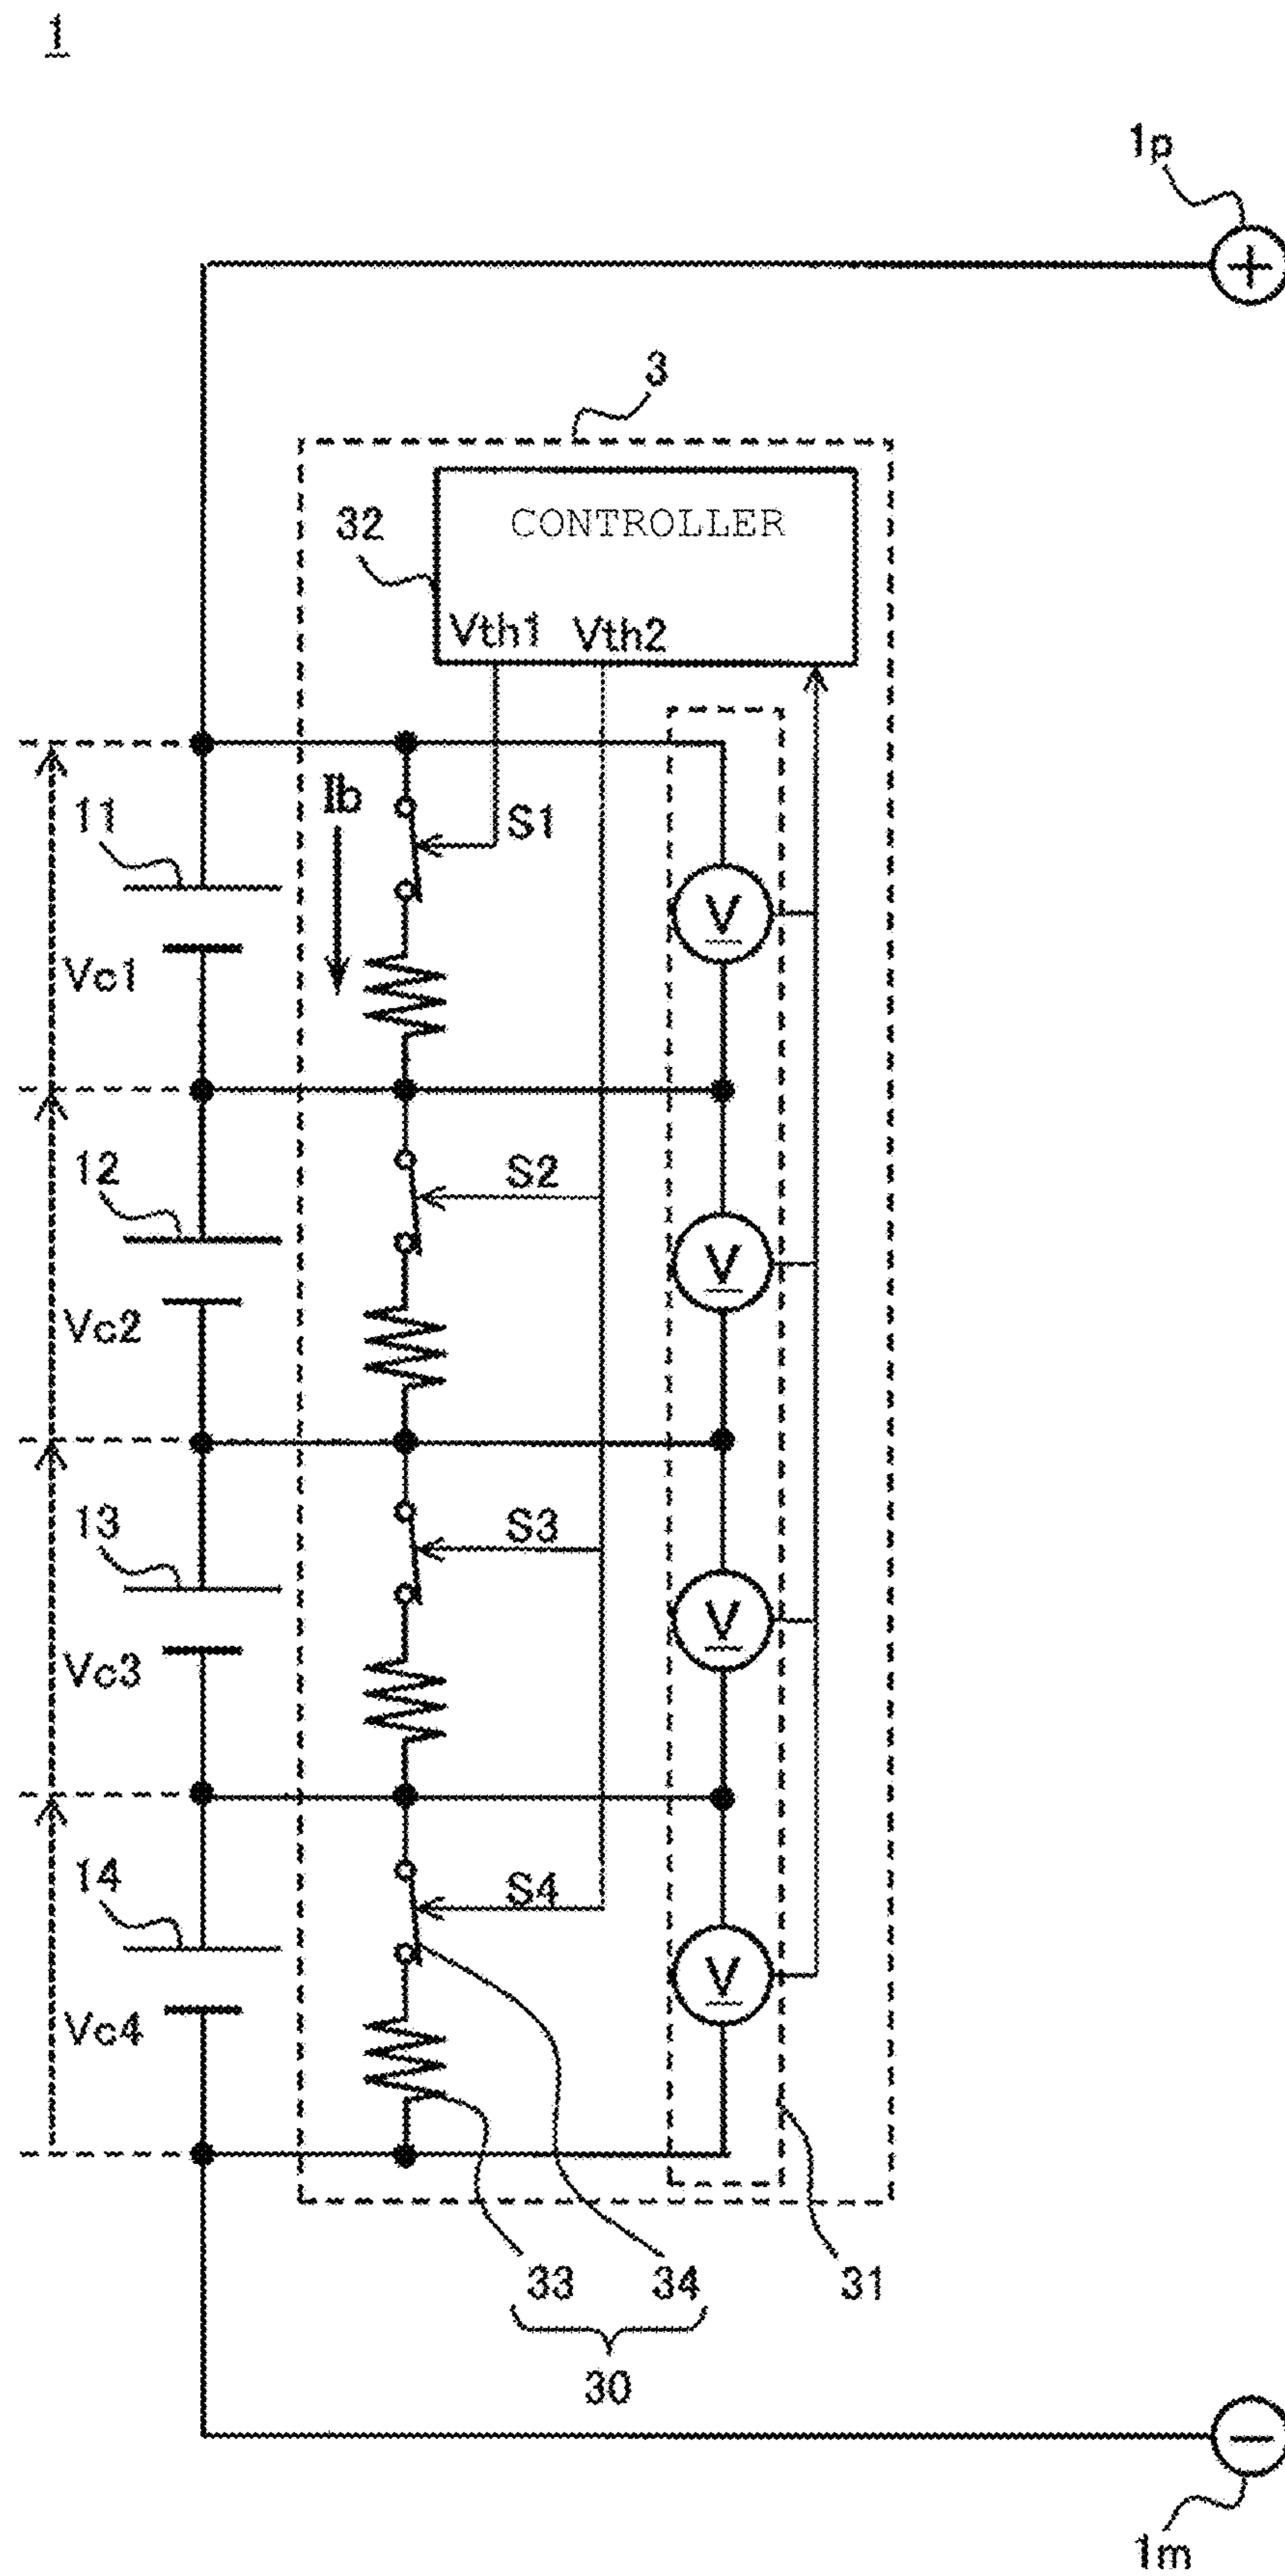 1
1p
+
3
32
CONTROLLER
Vth1 Vth2
11
Ib
S1
V
Vc1
12
S2
V
Vc2
13
S3
V
Vc3
14
S4
V
Vc4
33 34 31
30
−
1m